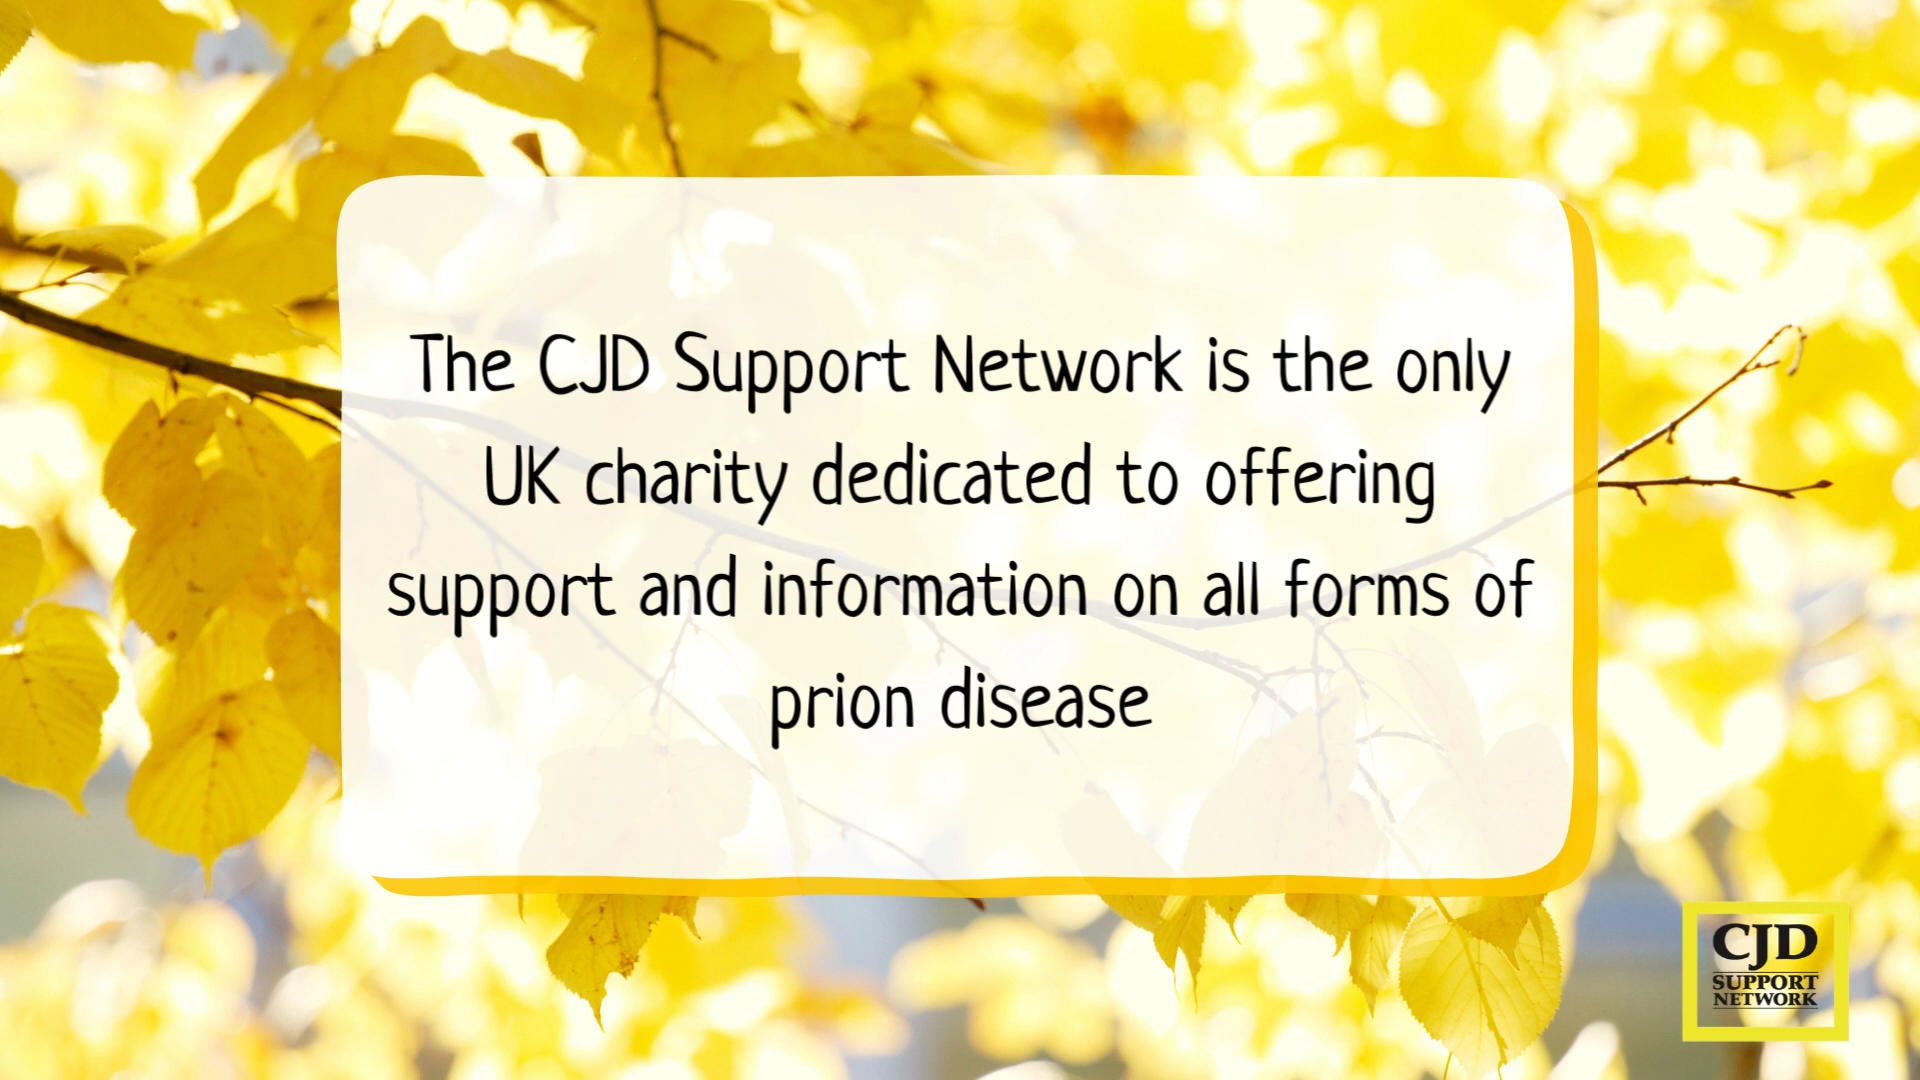 The CJD Support Network is the only
UK charity dedicated to offering
support and information on all forms of
prion disease
CJD
SUPPORT
NETWORK